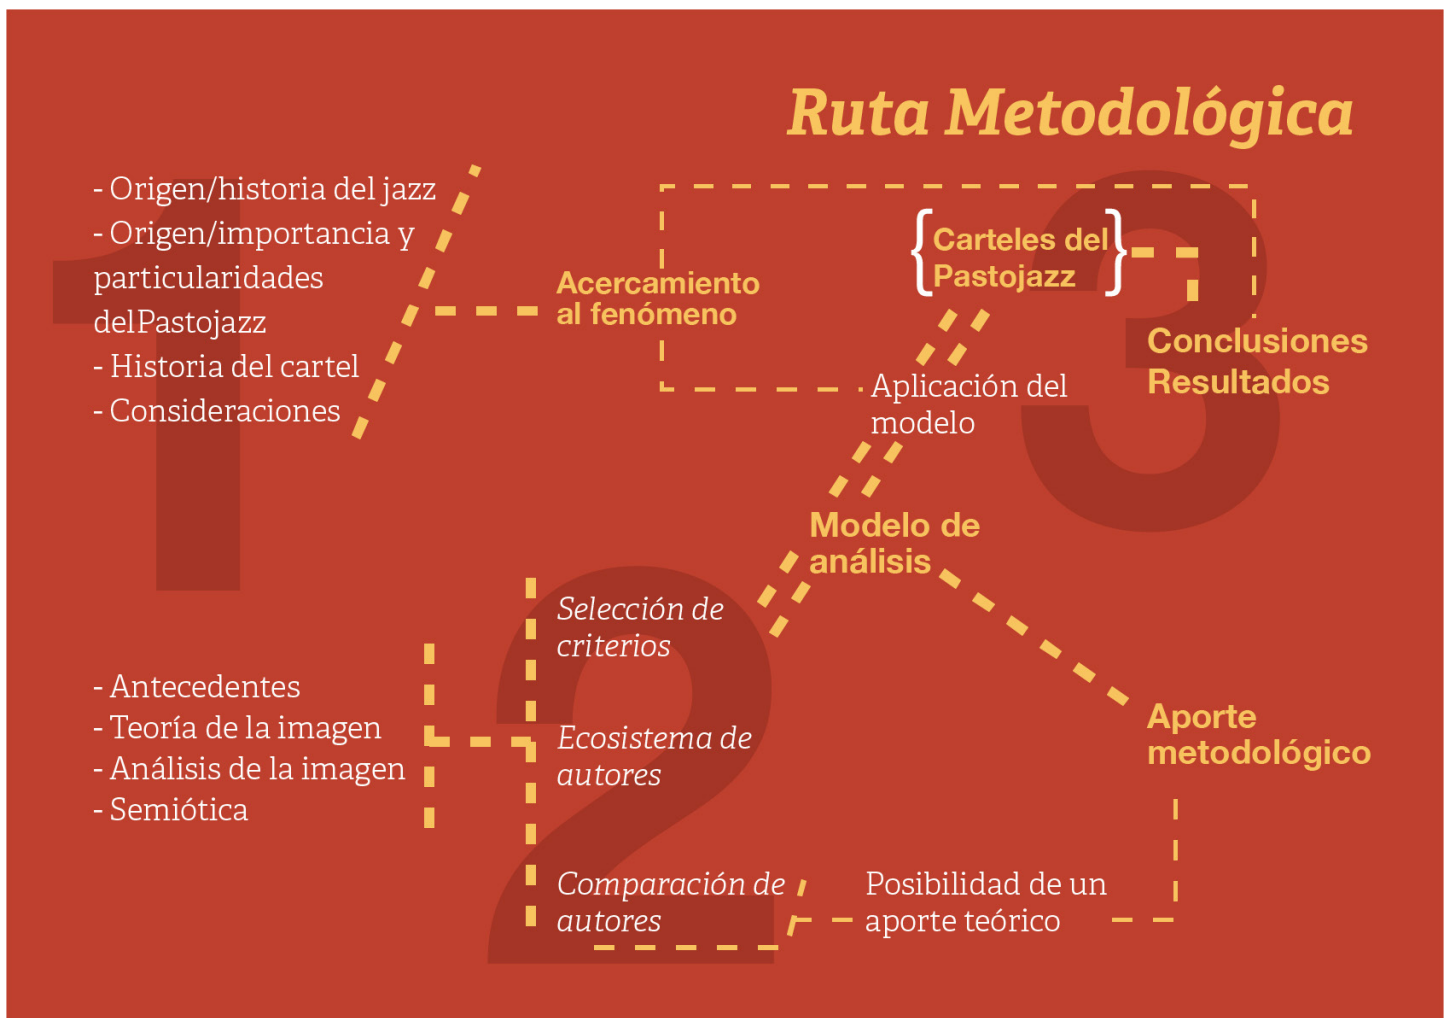 Ruta Metodológica
1
- Origen/historia del jazz
- Origen/importancia y
particularidades
delPastojazz
- Historia del cartel
- Consideraciones
Acercamiento
al fenómeno
3
{Carteles del
Pastojazz}
Conclusiones
Resultados
Aplicación del
modelo
Modelo de
análisis
2
- Antecedentes
- Teoría de la imagen
- Análisis de la imagen
- Semiótica
Selección de
criterios
Ecosistema de
autores
Comparación de
autores
Posibilidad de un
aporte teórico
Aporte
metodológico